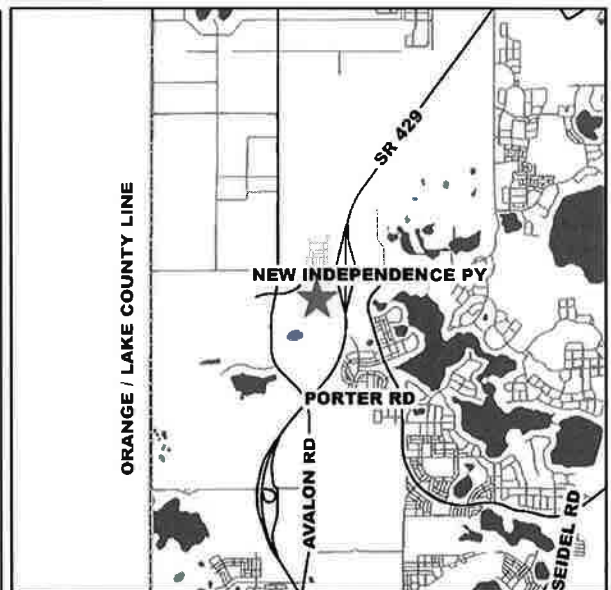 SR 429
ORANGE / LAKE COUNTY LINE
NEW INDEPENDENCE PY
PORTER RD
AVALON RD
SEIDEL RD